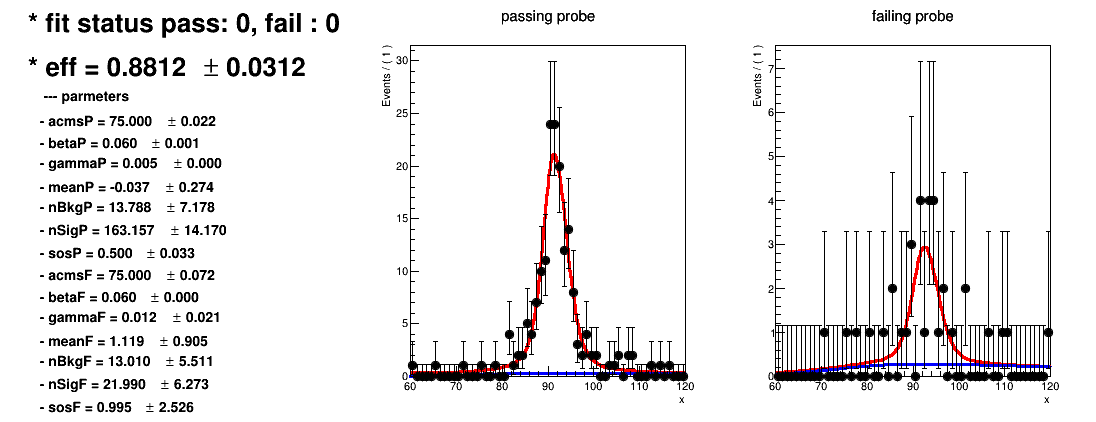 * fit status pass: 0, fail : 0
* eff = 0.8812 ± 0.0312
--- parmeters
- acmsP = 75.000 ± 0.022
- betaP = 0.060 ± 0.001
- gammaP = 0.005 ± 0.000
- meanP = -0.037 ± 0.274
- nBkgP = 13.788 ± 7.178
- nSigP = 163.157 ± 14.170
- sosP = 0.500 ± 0.033
- acmsF = 75.000 ± 0.072
- betaF = 0.060 ± 0.000
- gammaF = 0.012 ± 0.021
- meanF = 1.119 ± 0.905
- nBkgF = 13.010 ± 5.511
- nSigF = 21.990 ± 6.273
- sosF = 0.995 ± 2.526
passing probe
Events / ( 1 )
30
25
20
15
10
5
0
60 70 80 90 100 110 120
x
failing probe
Events / ( 1 )
7
6
5
4
3
2
1
0
60 70 80 90 100 110 120
x